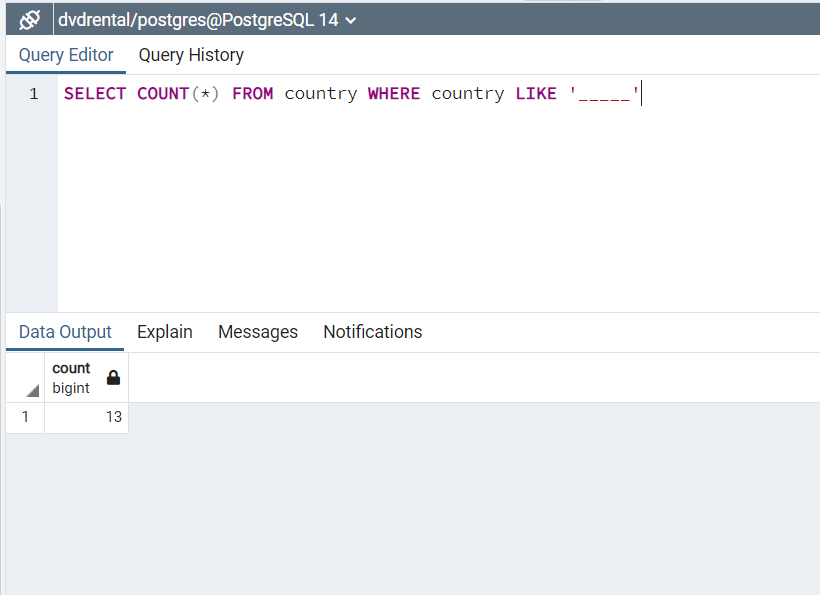 dvdrental/postgres@PostgreSQL 14
Query Editor Query History
1 SELECT COUNT(*) FROM country WHERE country LIKE '_____'
Data Output Explain Messages Notifications
count
bigint
1 13